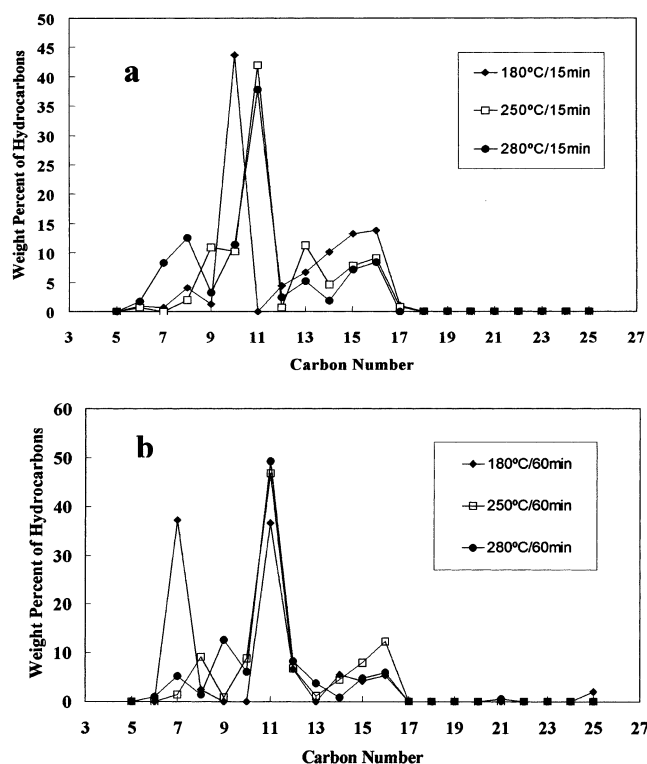 50
45
40
35
30
25
20
15
10
5
0
Weight Percent of Hydrocarbons
a
180ºC/15min
250ºC/15min
280ºC/15min
3 5 7 9 11 13 15 17 19 21 23 25 27
Carbon Number
60
50
40
30
20
10
0
Weight Percent of Hydrocarbons
b
180ºC/60min
250ºC/60min
280ºC/60min
3 5 7 9 11 13 15 17 19 21 23 25 27
Carbon Number